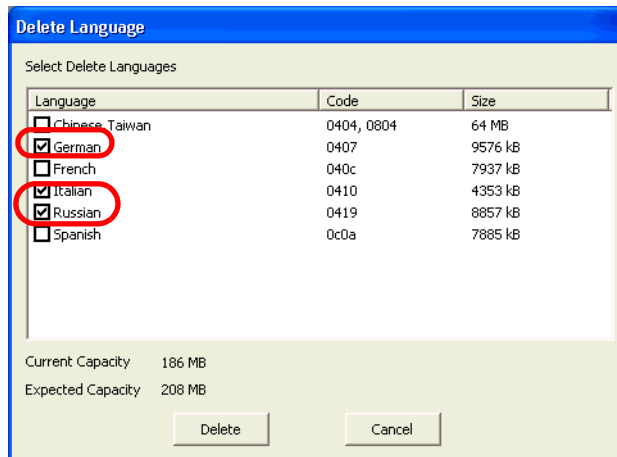 Delete Language
Select Delete Languages
Language Code Size
Chinese, Taiwan 0404, 0804 64 MB
German 0407 9576 kB
French 040c 7937 kB
Italian 0410 4353 kB
Russian 0419 8857 kB
Spanish 0c0a 7885 kB
Current Capacity 186 MB
Expected Capacity 208 MB
Delete Cancel